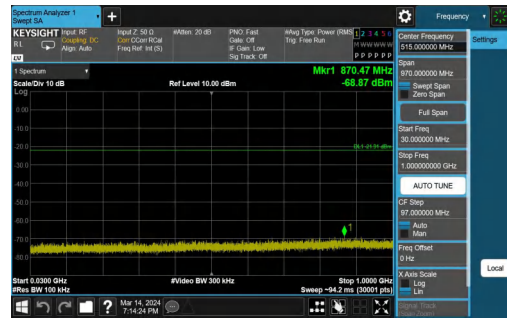 Spectrum Analyzer 1
Swept SA
Frequency
KEYSIGHT
RL
Input: RF
Coupling: DC
Align: Auto
Input Z: 50 Ω
Corr CCorr RCal
Freq Ref: Int (S)
#Atten: 20 dB
PNO: Fast
Gate: Off
IF Gain: Low
Sig Track: Off
#Avg Type: Power (RMS
Trig: Free Run
1 2 3 4 5 6
M W W W W W
P P P P P P
LV
1 Spectrum
Scale/Div 10 dB
Log
Ref Level 10.00 dBm
Mkr1 870.47 MHz
-68.87 dBm
0.00
-10.0
-20.0
-30.0
-40.0
-50.0
-60.0
-70.0
-80.0
1
Start 0.0300 GHz
#Res BW 100 kHz
#Video BW 300 kHz
Stop 1.0000 GHz
Sweep ~94.2 ms (30001 pts)
Mar 14, 2024
7:14:24 PM
Center Frequency
515.000000 MHz
Settings
Span
970.000000 MHz
Swept Span
Zero Span
Full Span
Start Freq
30.000000 MHz
Stop Freq
1.000000000 GHz
AUTO TUNE
CF Step
97.000000 MHz
Auto
Man
Freq Offset
0 Hz
X Axis Scale
Log
Lin
Local
Signal Track